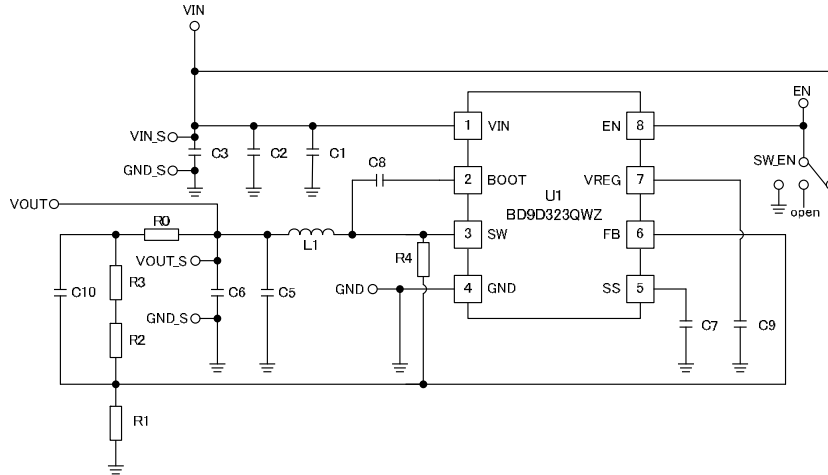 VIN
EN
1 VIN EN 8
VIN_S
C3 C2 C1
C8
SW_EN
GND_S
2 BOOT VREG 7
U1
BD9D323QWZ
VOUT
open
R0
3 SW FB 6
L1
R4
VOUT_S
R3
C10 C6 C5
GND
4 GND SS 5
GND_S
C7 C9
R2
R1